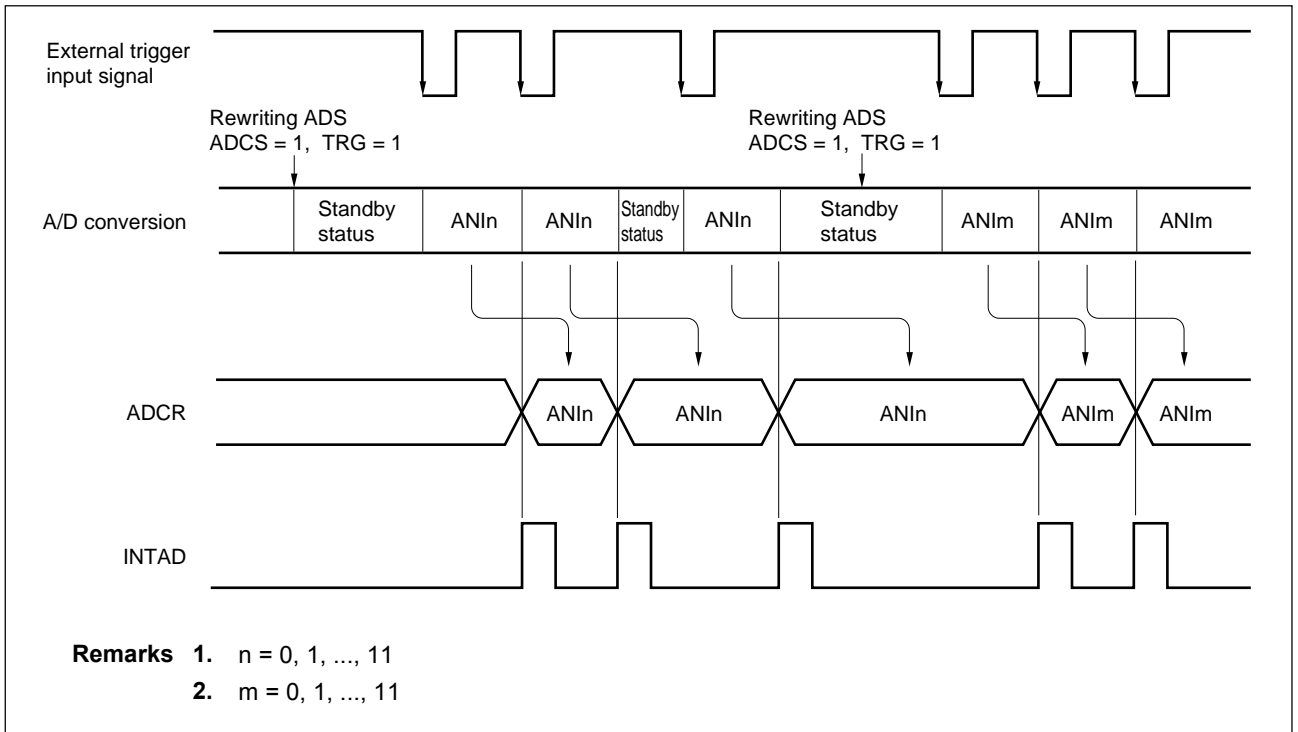 External trigger
input signal
Rewriting ADS
ADCS = 1, TRG = 1
Rewriting ADS
ADCS = 1, TRG = 1
A/D conversion
Standby
status
ANIn
ANIn
Standby
status
ANIn
Standby
status
ANIm
ANIm
ANIm
ADCR
ANIn
ANIn
ANIn
ANIm
ANIm
INTAD
Remarks 1. n = 0, 1, ..., 11
2. m = 0, 1, ..., 11